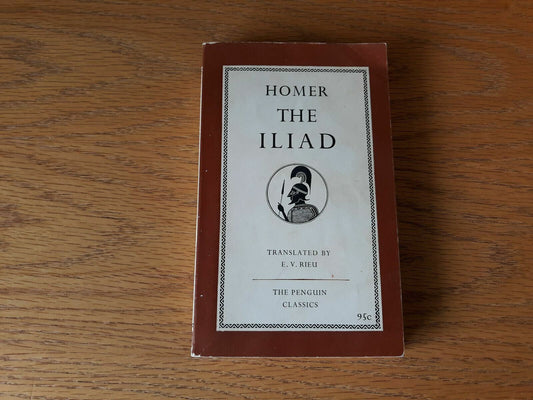 HOMER
THE
ILIAD
TRANSLATED BY
E. V. RIEU
THE PENGUIN
CLASSICS
95c